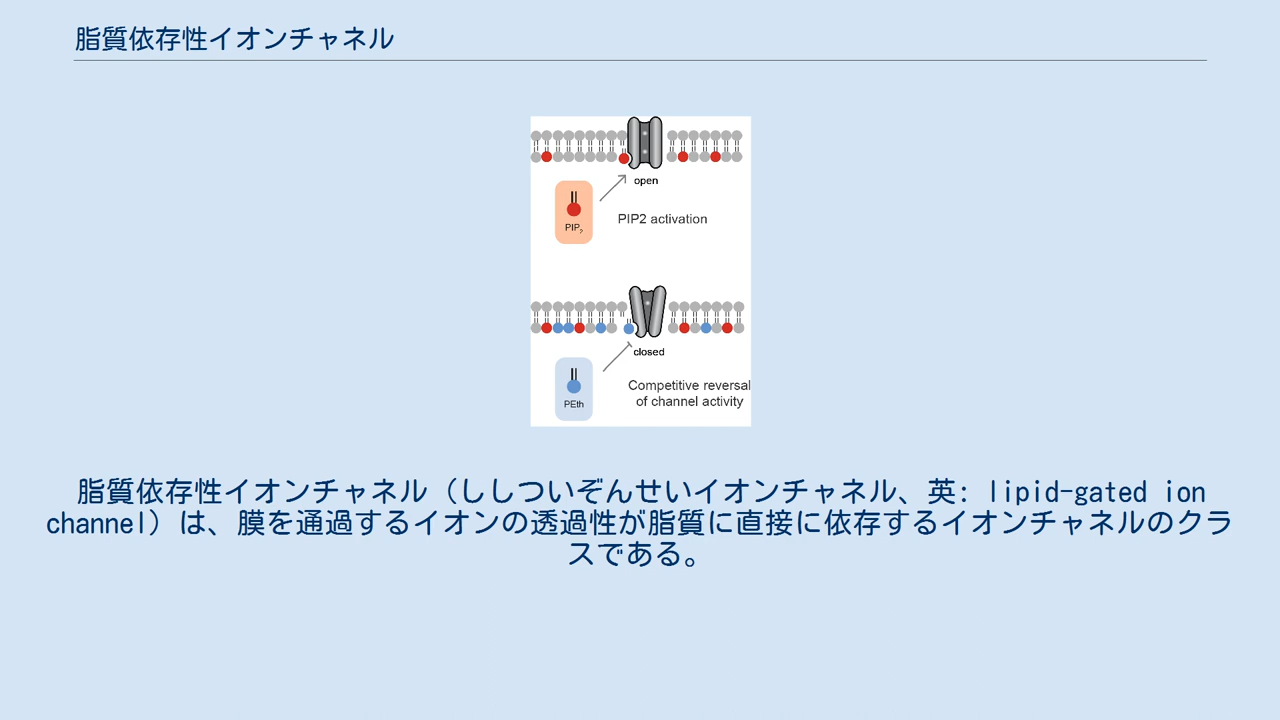 脂質依存性イオンチャネル
open
PIP2
PIP2 activation
closed
PEth
Competitive reversal
of channel activity
脂質依存性イオンチャネル（ししついぞんせいイオンチャネル、英: lipid-gated ion
channel）は、膜を通過するイオンの透過性が脂質に直接に依存するイオンチャネルのクラ
スである。